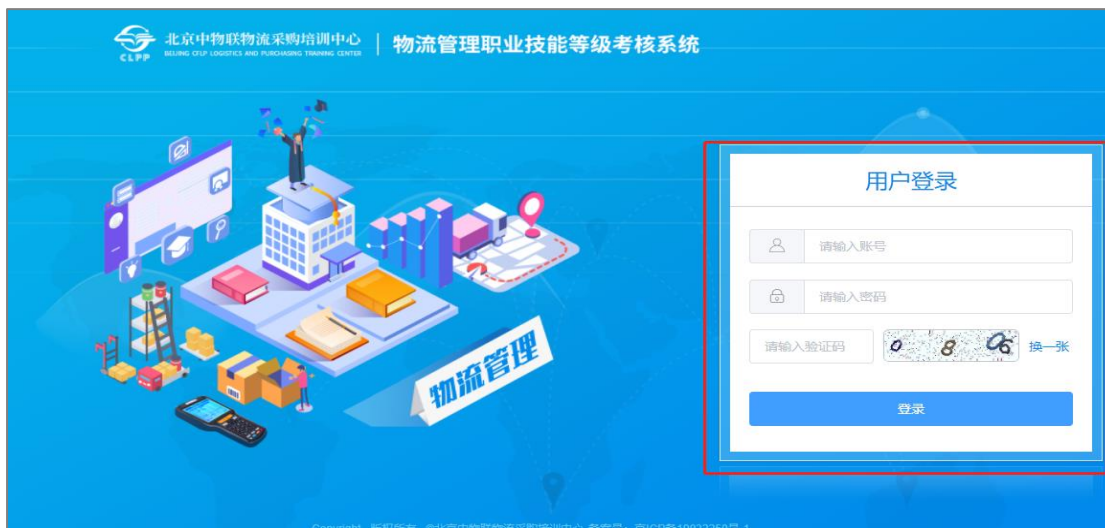 北京中物联物流采购培训中心
BEIJING CFLP LOGISTICS AND PURCHASING TRAINING CENTER
CLPP
物流管理职业技能等级考核系统
用户登录
请输入账号
请输入密码
请输入验证码
0 8 06
换一张
登录
物流管理